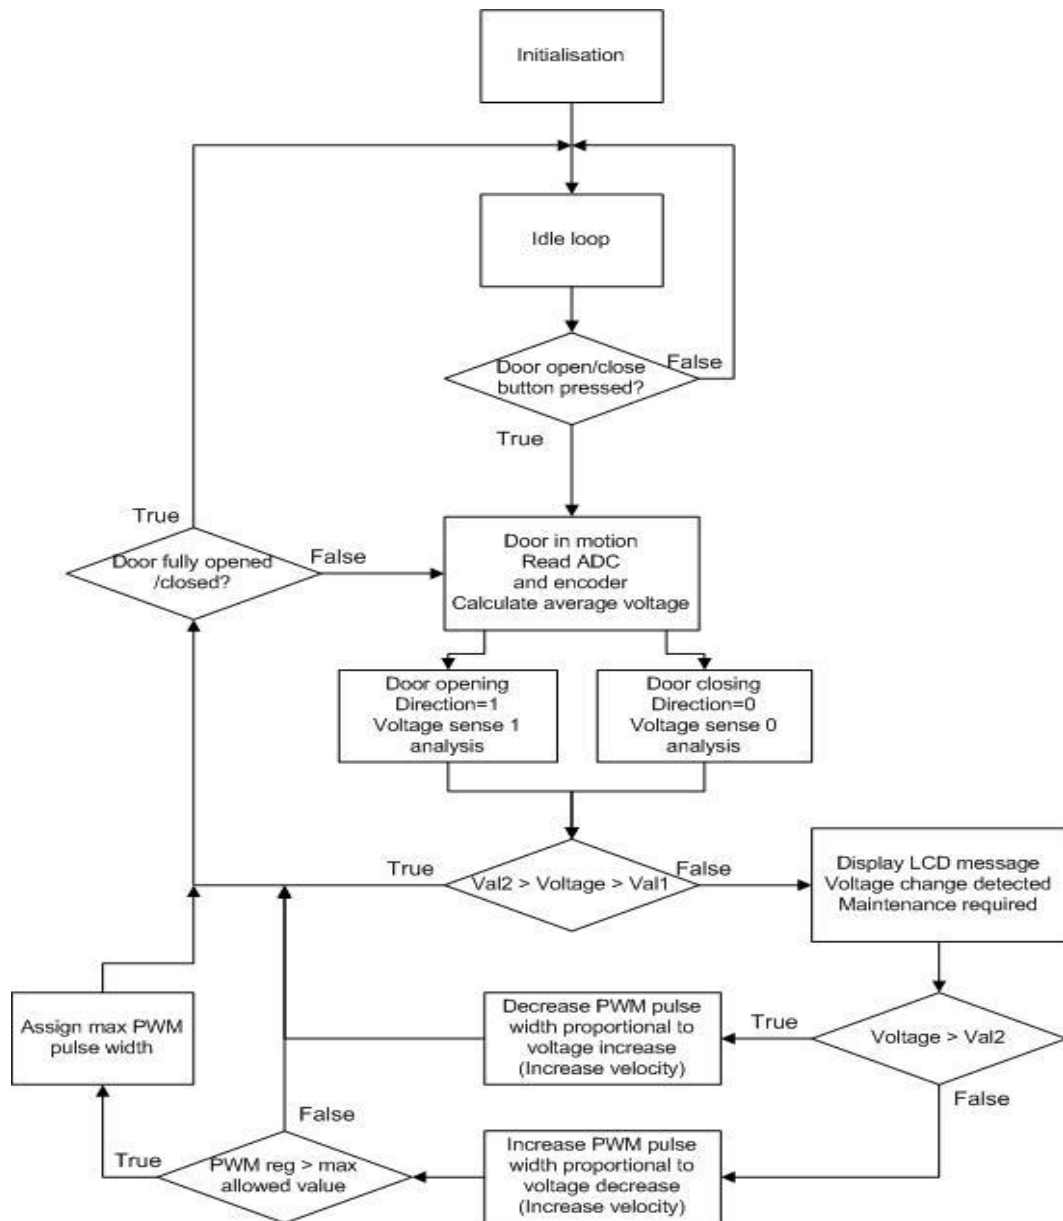 Initialisation
Idle loop
Door open/close
button pressed?
False
True
True
Door fully opened
/closed?
False
Door in motion
Read ADC
and encoder
Calculate average voltage
Door opening
Direction=1
Voltage sense 1
analysis
Door closing
Direction=0
Voltage sense 0
analysis
True
Val2 > Voltage > Val1
False
Display LCD message
Voltage change detected
Maintenance required
Assign max PWM
pulse width
Decrease PWM pulse
width proportional to
voltage increase
(Increase velocity)
True
Voltage > Val2
False
False
True
PWM reg > max
allowed value
Increase PWM pulse
width proportional to
voltage decrease
(Increase velocity)